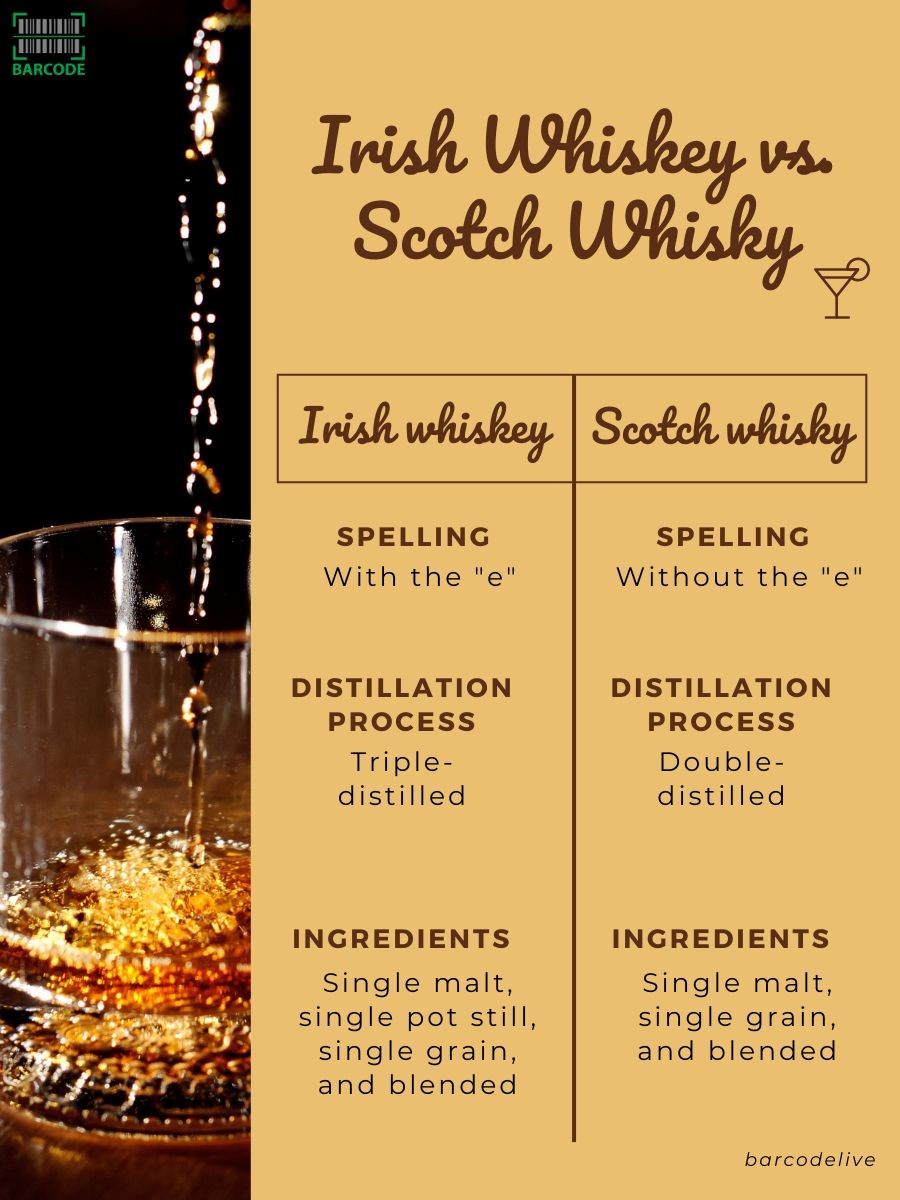 BARCODE
Irish Whiskey vs.
Scotch Whisky
Irish whiskey
Scotch whisky
SPELLING
With the "e"
SPELLING
Without the "e"
DISTILLATION
PROCESS
Triple-
distilled
DISTILLATION
PROCESS
Double-
distilled
INGREDIENTS
Single malt,
single pot still,
single grain,
and blended
INGREDIENTS
Single malt,
single grain,
and blended
barcodelive